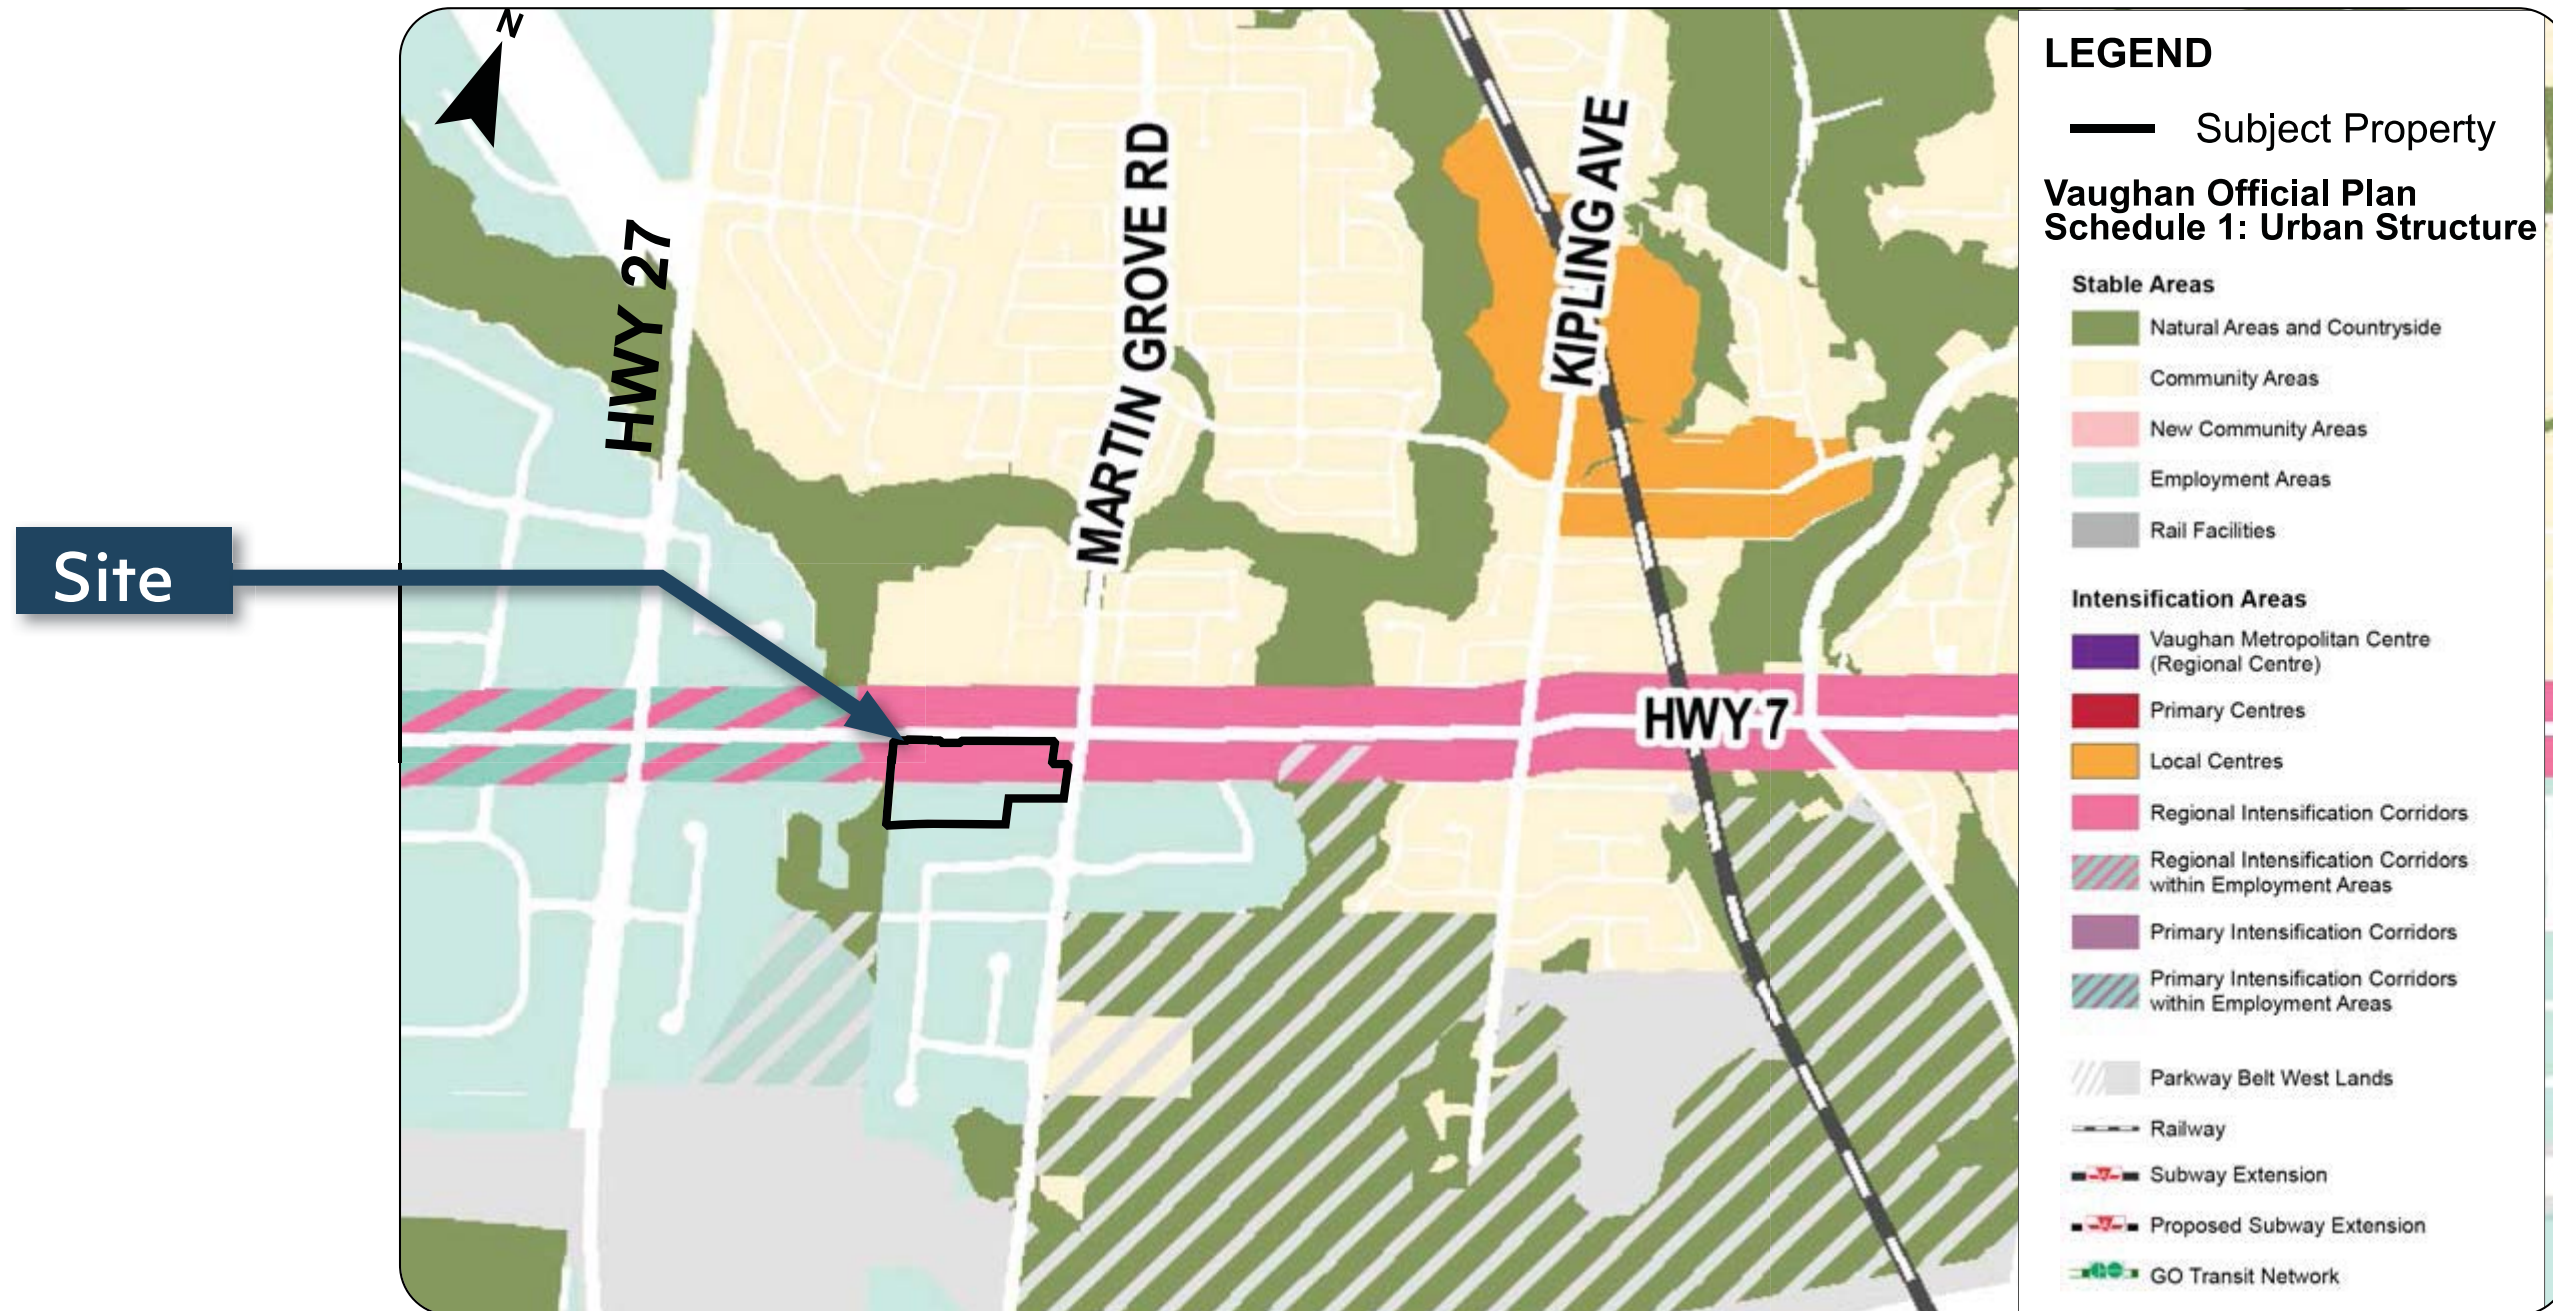 N
HWY 27
MARTIN GROVE RD
KIPLING AVE
HWY 7
Site
LEGEND
Subject Property
Vaughan Official Plan
Schedule 1: Urban Structure
Stable Areas
Natural Areas and Countryside
Community Areas
New Community Areas
Employment Areas
Rail Facilities
Intensification Areas
Vaughan Metropolitan Centre
(Regional Centre)
Primary Centres
Local Centres
Regional Intensification Corridors
Regional Intensification Corridors
within Employment Areas
Primary Intensification Corridors
Primary Intensification Corridors
within Employment Areas
Parkway Belt West Lands
Railway
Subway Extension
Proposed Subway Extension
GO Transit Network